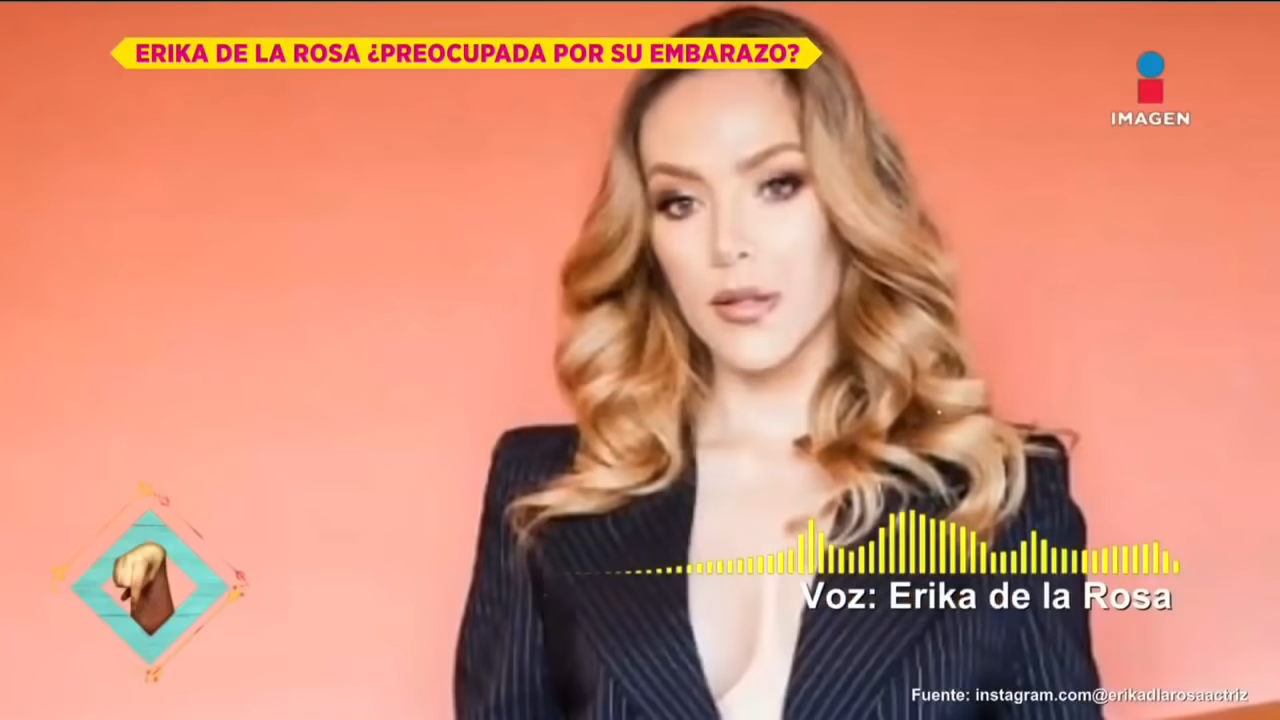 ERIKA DE LA ROSA ¿PREOCUPADA POR SU EMBARAZO?
IMAGEN
Voz: Erika de la Rosa
Fuente: instagram.com@erikadlarosaactriz